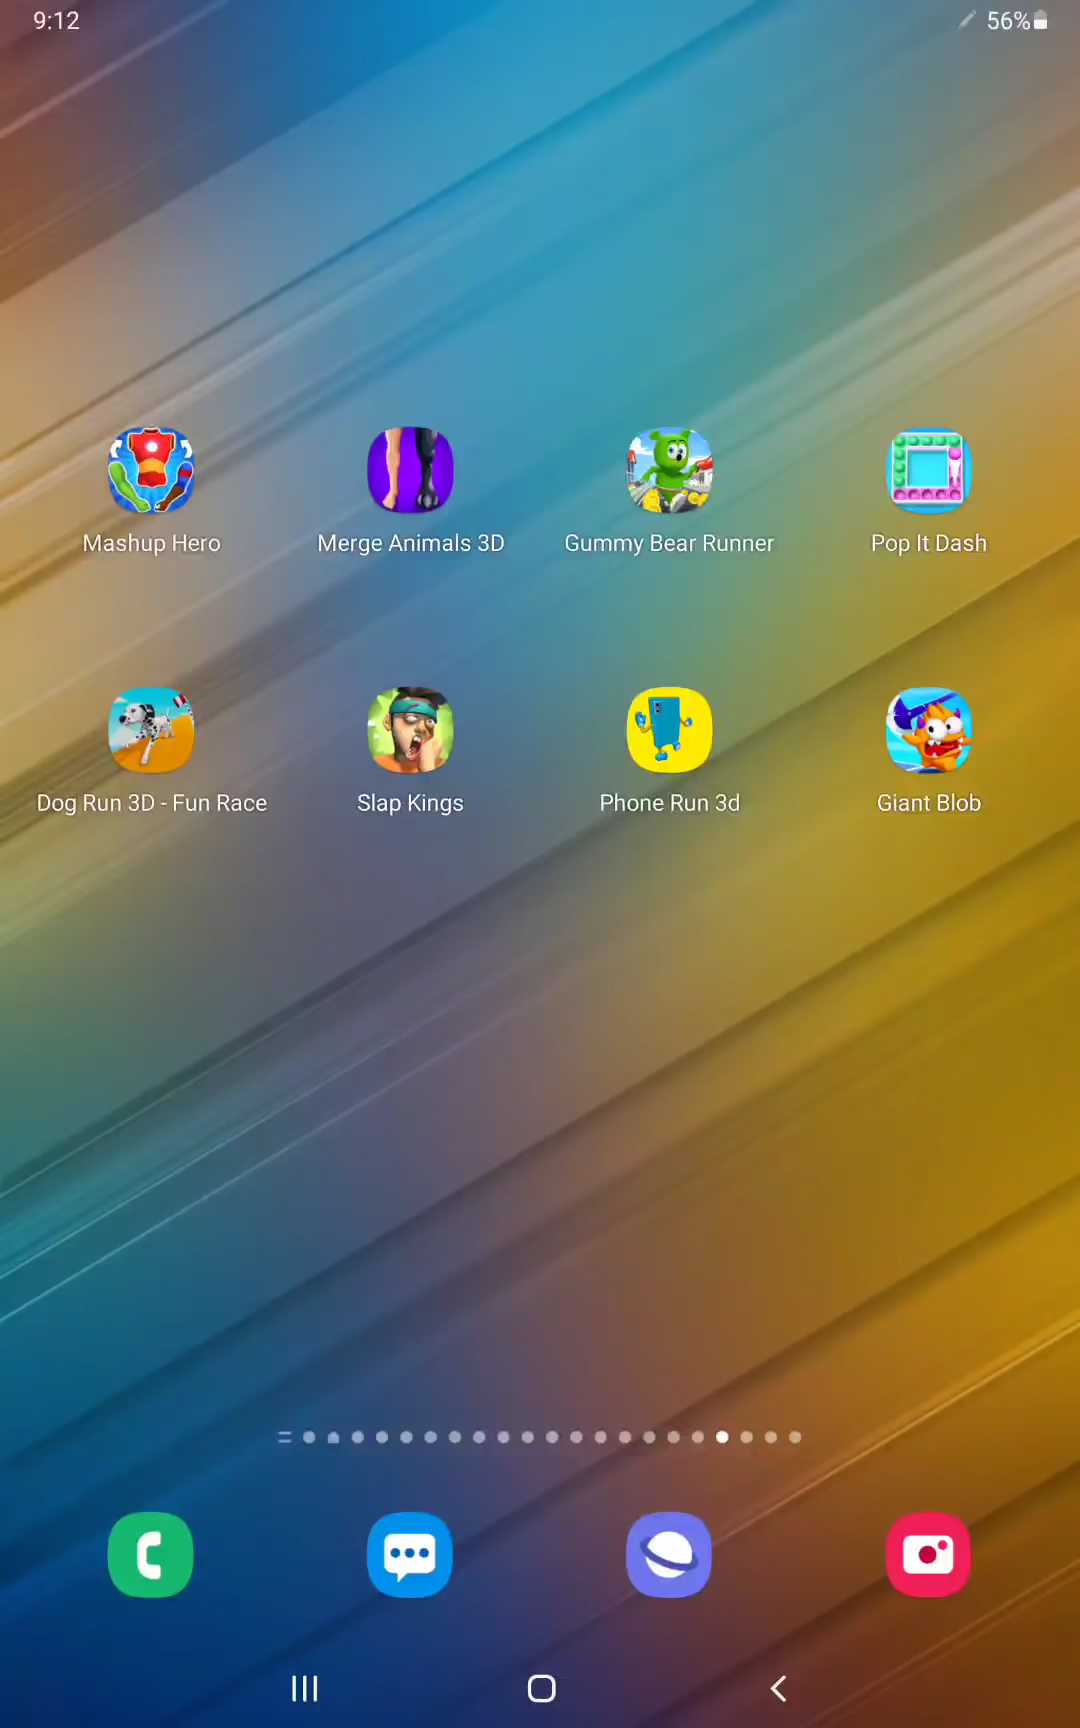 9:12
56%
Mashup Hero
Merge Animals 3D
Gummy Bear Runner
Pop It Dash
Dog Run 3D - Fun Race
Slap Kings
Phone Run 3d
Giant Blob